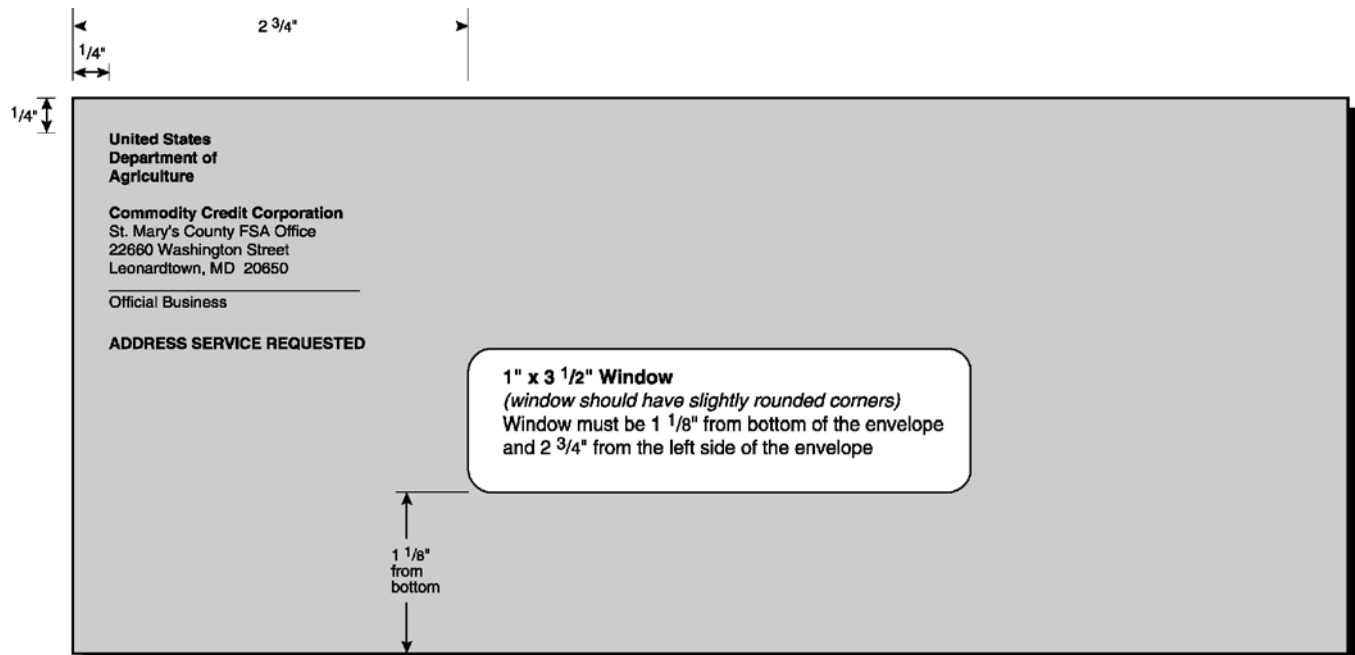 2 3/4"
1/4"
1/4"
United States
Department of
Agriculture
Commodity Credit Corporation
St. Mary's County FSA Office
22660 Washington Street
Leonardtown, MD  20650
Official Business
ADDRESS SERVICE REQUESTED
1" x 3 1/2" Window
(window should have slightly rounded corners)
Window must be 1 1/8" from bottom of the envelope
and 2 3/4" from the left side of the envelope
1 1/8"
from
bottom